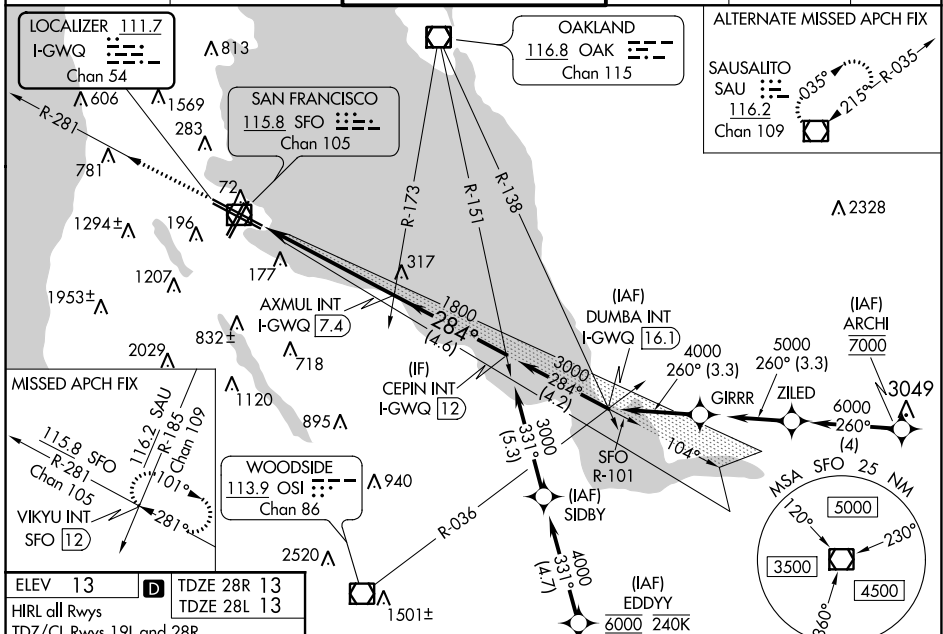 LOCALIZER 111.7
I-GWQ
Chan 54
813
OAKLAND
116.8 OAK
Chan 115
ALTERNATE MISSED APCH FIX
SAUSALITO
SAU
116.2
Chan 109
035°
215°
R-035
606
1569
R-281
283
SAN FRANCISCO
115.8 SFO
Chan 105
781
72
R-173
R-151
R-138
2328
1294±
196
177
317
1207
1953±
AXMUL INT
I-GWQ 7.4
1800
284°
(4.6)
(IAF)
DUMBA INT
I-GWQ 16.1
(IAF)
ARCHI
7000
832±
718
2029
(IF)
CEPIN INT
I-GWQ 12
3000
284°
(4.2)
4000
260° (3.3)
5000
260° (3.3)
GIRRR
ZILED
3049
6000
260°
(4)
MISSED APCH FIX
1120
895
3000
331°
(5.3)
SFO
R-101
104°
115.8 SFO
R-281
Chan 105
116.2 SAU
R-185
Chan 109
101°
281°
VIKYU INT
SFO 12
WOODSIDE
113.9 OSI
Chan 86
940
R-036
(IAF)
SIDBY
MSA SFO 25 NM
120°
5000
230°
3500
4500
360°
2520
1501±
4000
331°
(4.7)
(IAF)
EDDYY
6000 240K
ELEV 13
D
TDZE 28R 13
TDZE 28L 13
HIRL all Rwys
TDZ/CL Rwys 19L and 28R